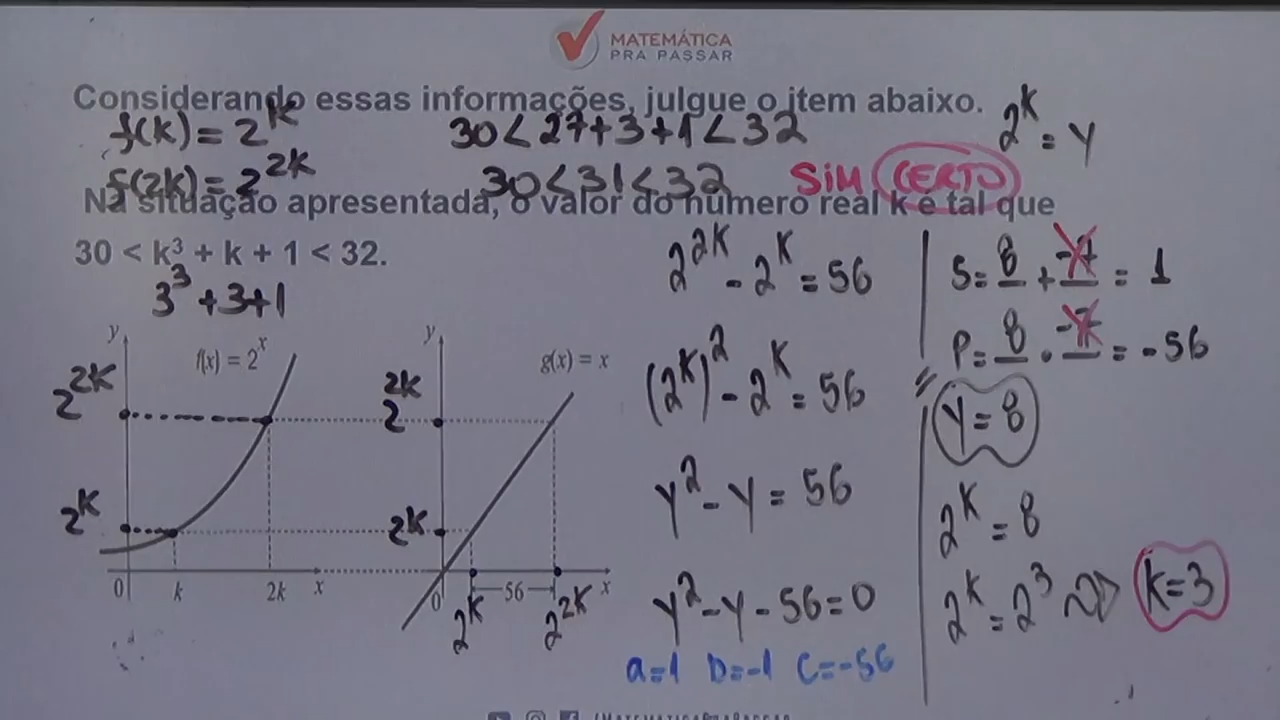 MATEMÁTICA
PRA PASSAR
Considerando essas informações, julgue o item abaixo.
f(k) = 2^k
30 < 27 + 3 + 1 < 32
2^k = y
f(2k) = 2^2k
30 < 31 < 32
SIM CERTO
Na situação apresentada, o valor do número real k é tal que
30 < k³ + k + 1 < 32.
3³ + 3 + 1
y
f(x) = 2^x
2^2k
2^k
0
k
2k
x
y
g(x) = x
2^2k
2^k
0
56
x
2^k
2^2k
2^2k - 2^k = 56
(2^k)² - 2^k = 56
y² - y = 56
y² - y - 56 = 0
a=1 b=-1 c=-56
S = 8 + -7 = 1
P = 8 . -7 = -56
y = 8
2^k = 8
2^k = 2³ ⇒ k=3
/MATEMATICAPRAPASSAR